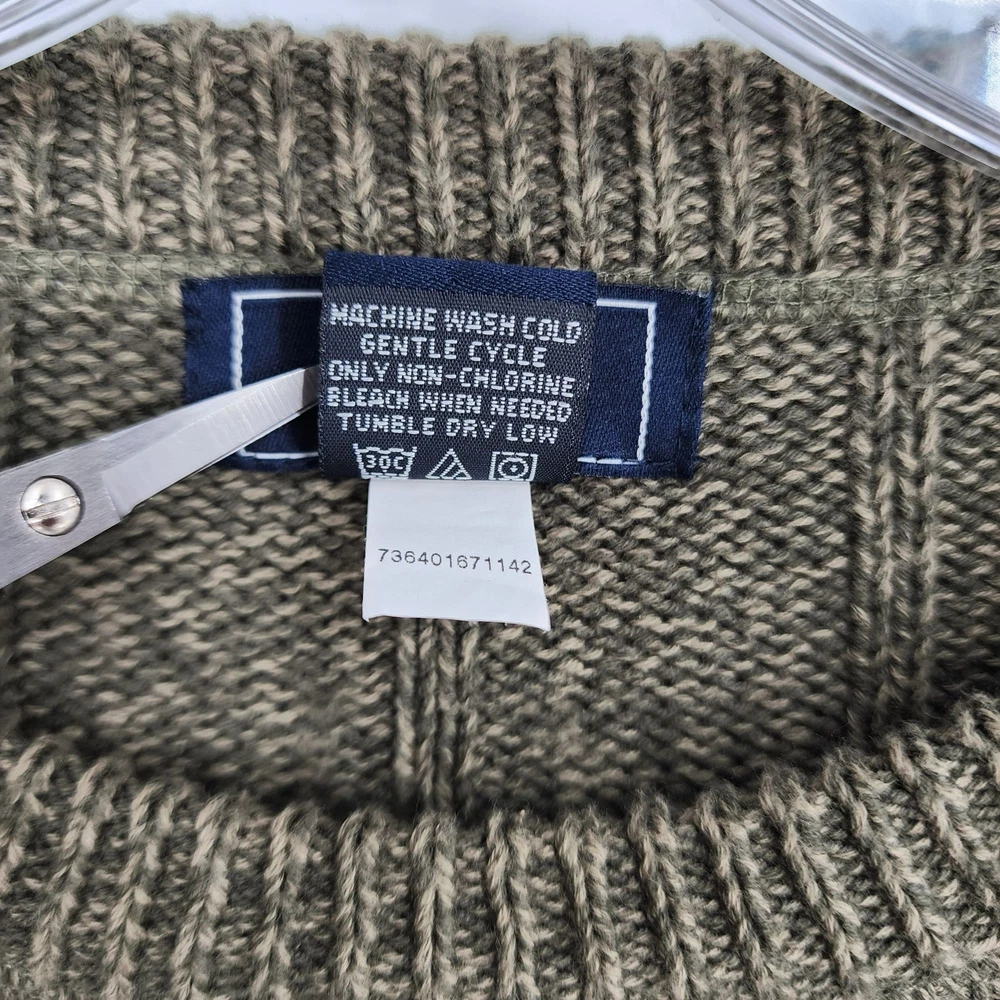 MACHINE WASH COLD
GENTLE CYCLE
ONLY NON-CHLORINE
BLEACH WHEN NEEDED
TUMBLE DRY LOW
30C
736401671142